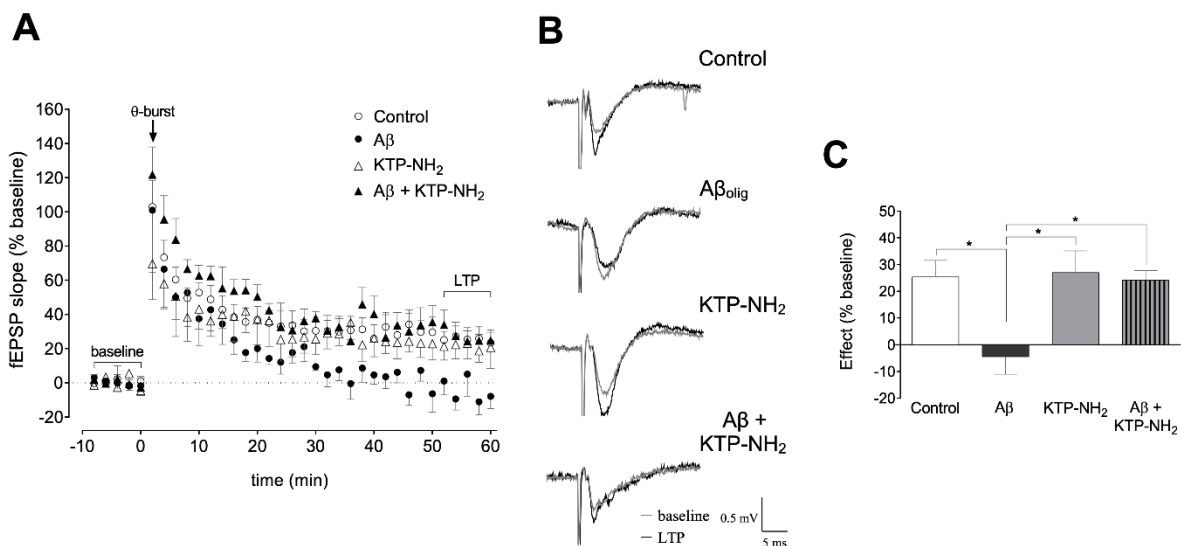 A
fEPSP slope (% baseline)
160
140
120
100
80
60
40
20
0
-20
θ-burst
Control
Aβ
KTP-NH₂
Aβ + KTP-NH₂
LTP
baseline
-10 0 10 20 30 40 50 60
time (min)
B
Control
Aβolig
KTP-NH₂
Aβ +
KTP-NH₂
baseline
LTP
0.5 mV
5 ms
C
Effect (% baseline)
50
40
30
20
10
0
-10
-20
* * *
Control Aβ KTP-NH₂ Aβ +
KTP-NH₂